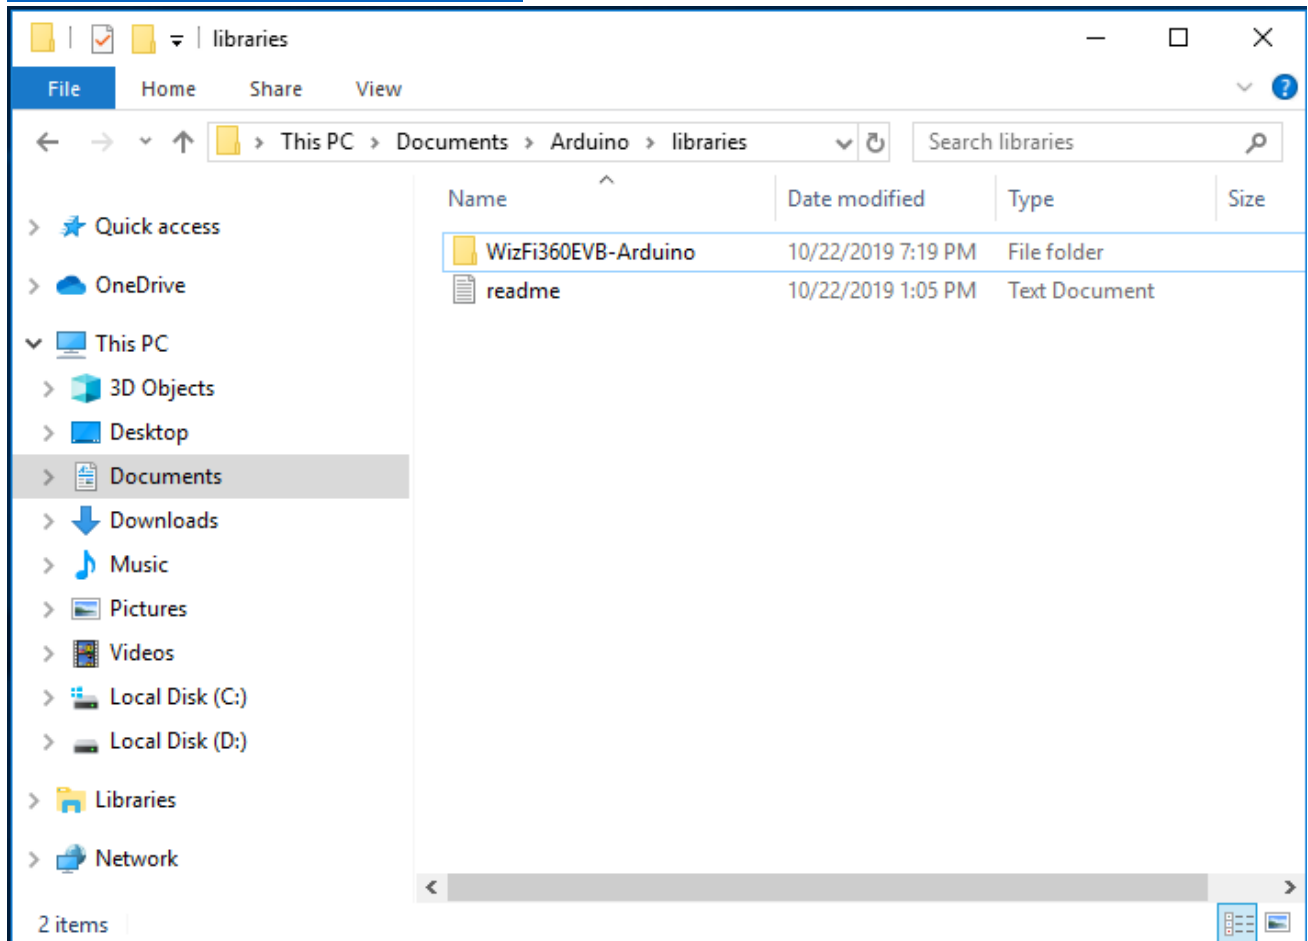 libraries
File Home Share View
This PC > Documents > Arduino > libraries Search libraries
Name Date modified Type Size
WizFi360EVB-Arduino 10/22/2019 7:19 PM File folder
readme 10/22/2019 1:05 PM Text Document
Quick access
OneDrive
This PC
3D Objects
Desktop
Documents
Downloads
Music
Pictures
Videos
Local Disk (C:)
Local Disk (D:)
Libraries
Network
2 items